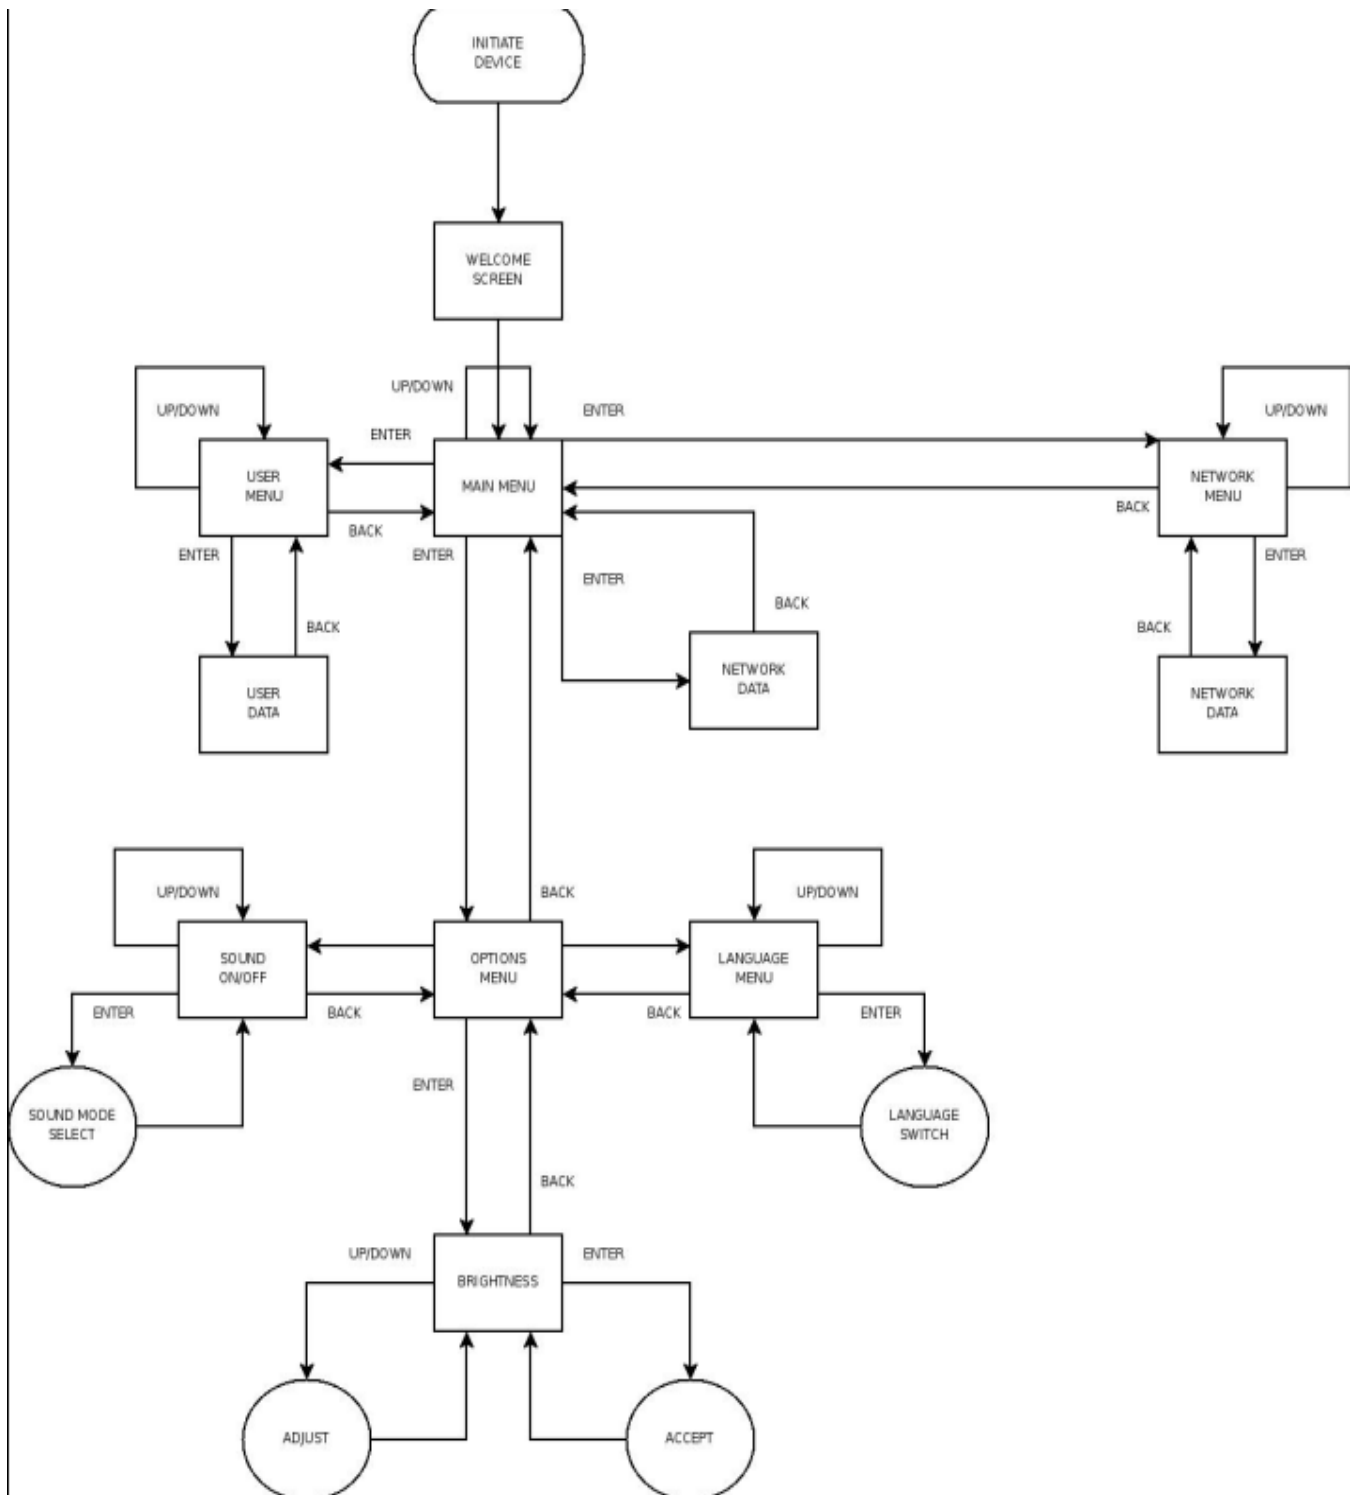 INITIATE
DEVICE
WELCOME
SCREEN
UP/DOWN
UP/DOWN
ENTER
UP/DOWN
ENTER
USER
MENU
MAIN MENU
NETWORK
MENU
BACK
BACK
ENTER
ENTER
ENTER
ENTER
BACK
BACK
BACK
USER
DATA
NETWORK
DATA
NETWORK
DATA
UP/DOWN
BACK
UP/DOWN
SOUND
ON/OFF
OPTIONS
MENU
LANGUAGE
MENU
ENTER
BACK
BACK
ENTER
ENTER
SOUND MODE
SELECT
LANGUAGE
SWITCH
BACK
UP/DOWN
ENTER
BRIGHTNESS
ADJUST
ACCEPT